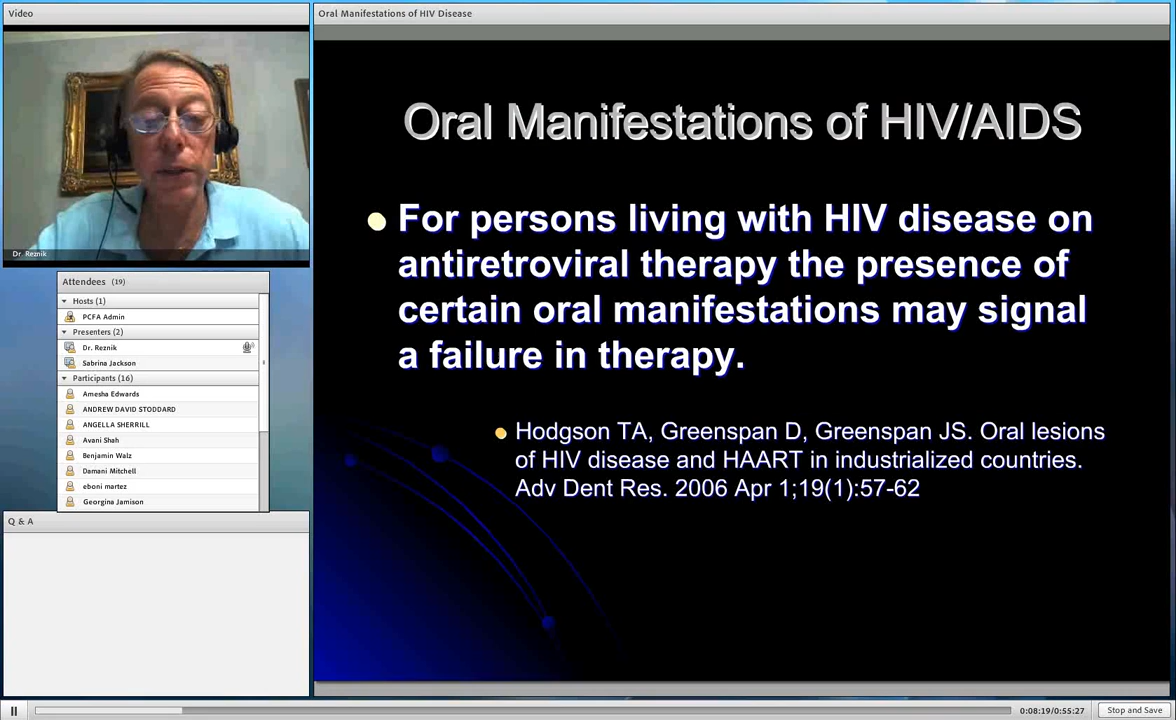 Video
Dr. Reznik
Attendees (19)
Hosts (1)
PCFA Admin
Presenters (2)
Dr. Reznik
Sabrina Jackson
Participants (16)
Amesha Edwards
ANDREW DAVID STODDARD
ANGELLA SHERRILL
Avani Shah
Benjamin Walz
Damani Mitchell
eboni martez
Georgina Jamison
Q & A
Oral Manifestations of HIV Disease
Oral Manifestations of HIV/AIDS
For persons living with HIV disease on
antiretroviral therapy the presence of
certain oral manifestations may signal
a failure in therapy.
Hodgson TA, Greenspan D, Greenspan JS. Oral lesions
of HIV disease and HAART in industrialized countries.
Adv Dent Res. 2006 Apr 1;19(1):57-62
0:08:19/0:55:27
Stop and Save